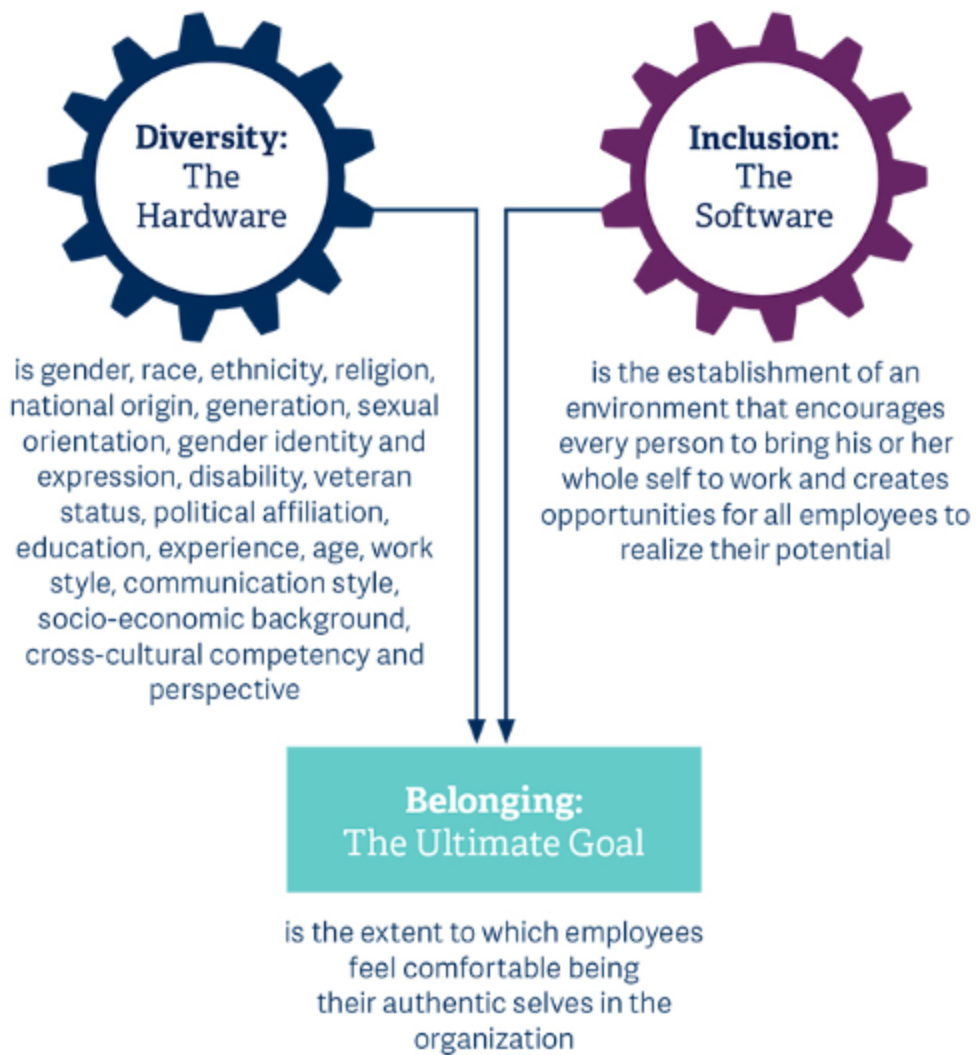 Diversity:
The
Hardware
is gender, race, ethnicity, religion,
national origin, generation, sexual
orientation, gender identity and
expression, disability, veteran
status, political affiliation,
education, experience, age, work
style, communication style,
socio-economic background,
cross-cultural competency and
perspective
Inclusion:
The
Software
is the establishment of an
environment that encourages
every person to bring his or her
whole self to work and creates
opportunities for all employees to
realize their potential
Belonging:
The Ultimate Goal
is the extent to which employees
feel comfortable being
their authentic selves in the
organization